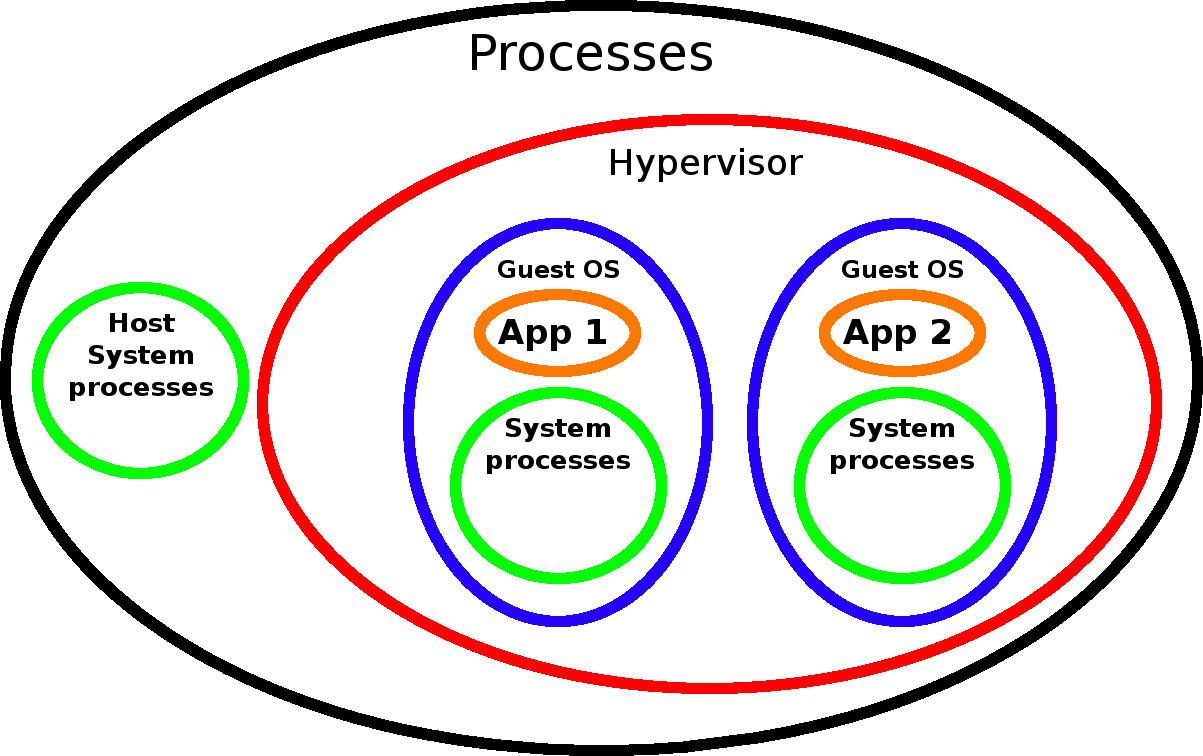 Processes
Hypervisor
Guest OS
App 1
System
processes
Guest OS
App 2
System
processes
Host
System
processes